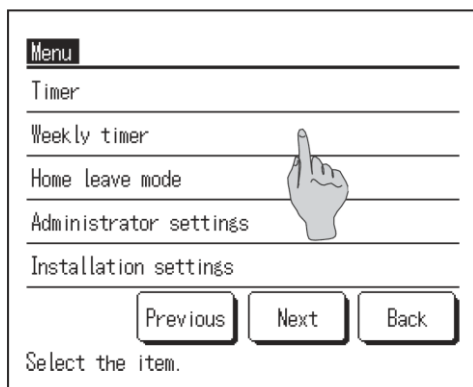 Menu
Timer
Weekly timer
Home leave mode
Administrator settings
Installation settings
Previous Next Back
Select the item.